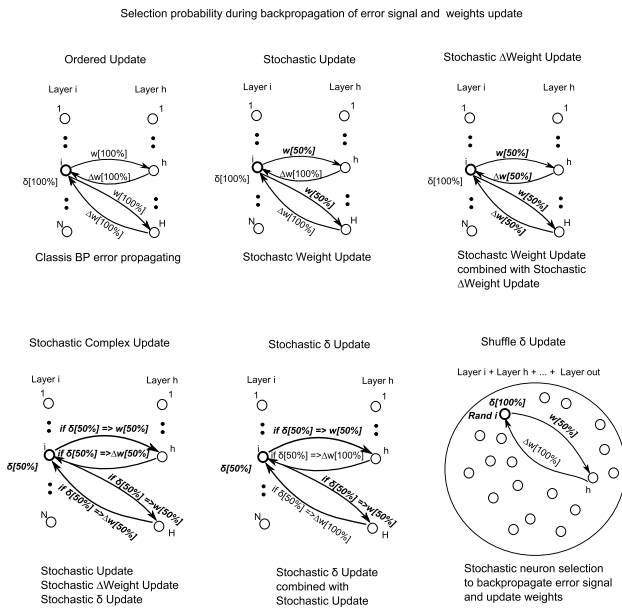 Selection probability during backpropagation of error signal and weights update
Ordered Update
Layer i
Layer h
1
1
i
w[100%]
Δw[100%]
h
δ[100%]
w[100%]
Δw[100%]
N
H
Classis BP error propagating
Stochastic Update
Layer i
Layer h
1
1
i
w[50%]
Δw[100%]
h
δ[100%]
w[50%]
Δw[100%]
N
H
Stochastc Weight Update
Stochastic ΔWeight Update
Layer i
Layer h
1
1
i
w[50%]
Δw[50%]
h
δ[100%]
w[50%]
Δw[50%]
N
H
Stochastc Weight Update
combined with Stochastic
ΔWeight Update
Stochastic Complex Update
Layer i
Layer h
1
1
if δ[50%] => w[50%]
i
if δ[50%] =>Δw[50%]
h
δ[50%]
if δ[50%] =>w[50%]
if δ[50%] =>Δw[50%]
N
H
Stochastic Update
Stochastic ΔWeight Update
Stochastic δ Update
Stochastic δ Update
Layer i
Layer h
1
1
if δ[50%] => w[50%]
i
if δ[50%] =>Δw[100%]
h
δ[50%]
if δ[50%] =>w[50%]
if δ[50%] =>Δw[100%]
N
H
Stochastic δ Update
combined with
Stochastic Update
Shuffle δ Update
Layer i + Layer h + ... + Layer out
δ[100%]
Rand i
w[50%]
Δw[100%]
h
Stochastic neuron selection
to backpropagate error signal
and update weights